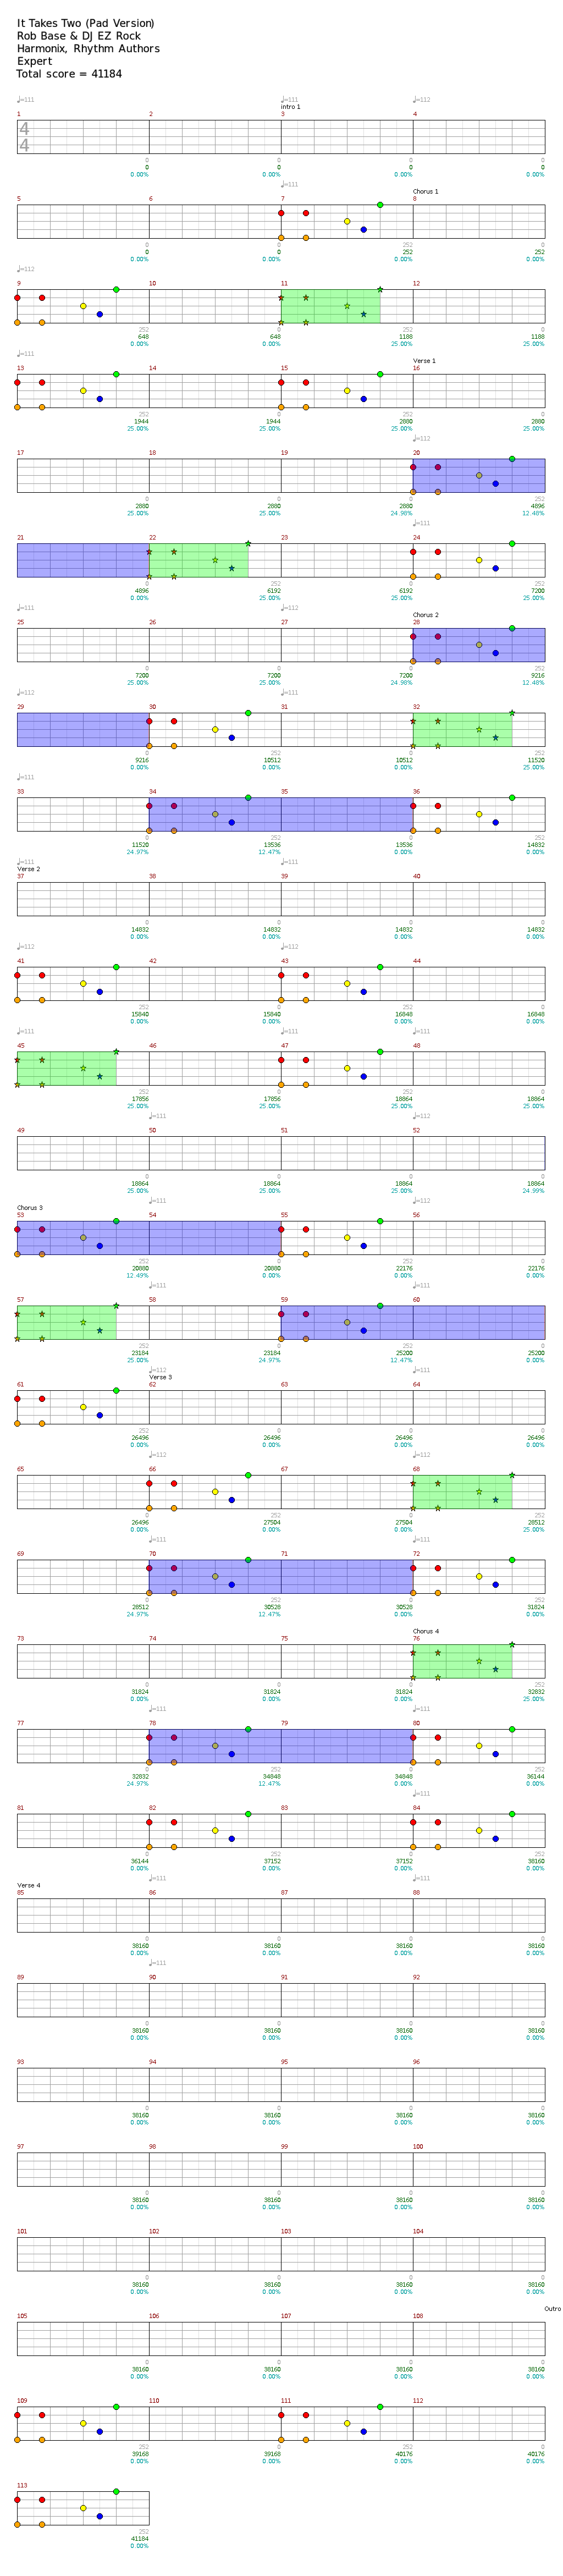 It Takes Two (Pad Version)
Rob Base & DJ EZ Rock
Harmonix, Rhythm Authors
Expert
Total score = 41184
♩=111 ♩=111 ♩=112
intro 1
1 2 3 4
4
4
0 0 0 0
0 0 0 0
0.00% 0.00% 0.00% 0.00%
♩=111
Chorus 1
5 6 7 8
0 0 252 0
0 0 252 252
0.00% 0.00% 0.00% 0.00%
♩=112
9 10 11 12
252 0 252 0
648 648 1188 1188
0.00% 0.00% 25.00% 25.00%
♩=111
Verse 1
13 14 15 16
252 0 252 0
1944 1944 2880 2880
25.00% 25.00% 25.00% 25.00%
♩=112
17 18 19 20
0 0 0 252
2880 2880 2880 4896
25.00% 25.00% 24.98% 12.48%
♩=111
21 22 23 24
0 252 0 252
4896 6192 6192 7200
0.00% 25.00% 25.00% 25.00%
♩=111
Chorus 2
25 26 27 28
0 0 0 252
7200 7200 7200 9216
25.00% 25.00% 24.98% 12.48%
♩=112 ♩=111 ♩=111
29 30 31 32
0 252 0 252
9216 10512 10512 11520
0.00% 0.00% 0.00% 25.00%
♩=111
33 34 35 36
0 252 0 252
11520 13536 13536 14832
24.97% 12.47% 0.00% 0.00%
♩=111 ♩=111
Verse 2
37 38 39 40
0 0 0 0
14832 14832 14832 14832
0.00% 0.00% 0.00% 0.00%
♩=112 ♩=112
41 42 43 44
252 0 252 0
15840 15840 16848 16848
0.00% 0.00% 0.00% 0.00%
♩=111 ♩=111 ♩=111
45 46 47 48
252 0 252 0
17856 17856 18864 18864
25.00% 25.00% 25.00% 25.00%
♩=111 ♩=112
49 50 51 52
0 0 0 0
18864 18864 18864 18864
25.00% 25.00% 25.00% 24.99%
♩=111 ♩=112
Chorus 3
53 54 55 56
252 0 252 0
20880 20880 22176 22176
12.49% 0.00% 0.00% 0.00%
♩=111 ♩=111
57 58 59 60
252 0 252 0
23184 23184 25200 25200
25.00% 24.97% 12.47% 0.00%
♩=112
Verse 3
61 62 63 64
252 0 0 0
26496 26496 26496 26496
0.00% 0.00% 0.00% 0.00%
♩=112 ♩=112
65 66 67 68
0 252 0 252
26496 27504 27504 28512
0.00% 0.00% 0.00% 25.00%
♩=111 ♩=111
69 70 71 72
0 252 0 252
28512 30528 30528 31824
24.97% 12.47% 0.00% 0.00%
Chorus 4
73 74 75 76
0 0 0 252
31824 31824 31824 32832
0.00% 0.00% 0.00% 25.00%
♩=111 ♩=111
77 78 79 80
0 252 0 252
32832 34848 34848 36144
24.97% 12.47% 0.00% 0.00%
♩=111
81 82 83 84
0 252 0 252
36144 37152 37152 38160
0.00% 0.00% 0.00% 0.00%
♩=111
Verse 4
85 86 87 88
0 0 0 0
38160 38160 38160 38160
0.00% 0.00% 0.00% 0.00%
♩=111
89 90 91 92
0 0 0 0
38160 38160 38160 38160
0.00% 0.00% 0.00% 0.00%
93 94 95 96
0 0 0 0
38160 38160 38160 38160
0.00% 0.00% 0.00% 0.00%
97 98 99 100
0 0 0 0
38160 38160 38160 38160
0.00% 0.00% 0.00% 0.00%
101 102 103 104
0 0 0 0
38160 38160 38160 38160
0.00% 0.00% 0.00% 0.00%
Outro
105 106 107 108
0 0 0 0
38160 38160 38160 38160
0.00% 0.00% 0.00% 0.00%
109 110 111 112
252 0 252 0
39168 39168 40176 40176
0.00% 0.00% 0.00% 0.00%
113
252
41184
0.00%